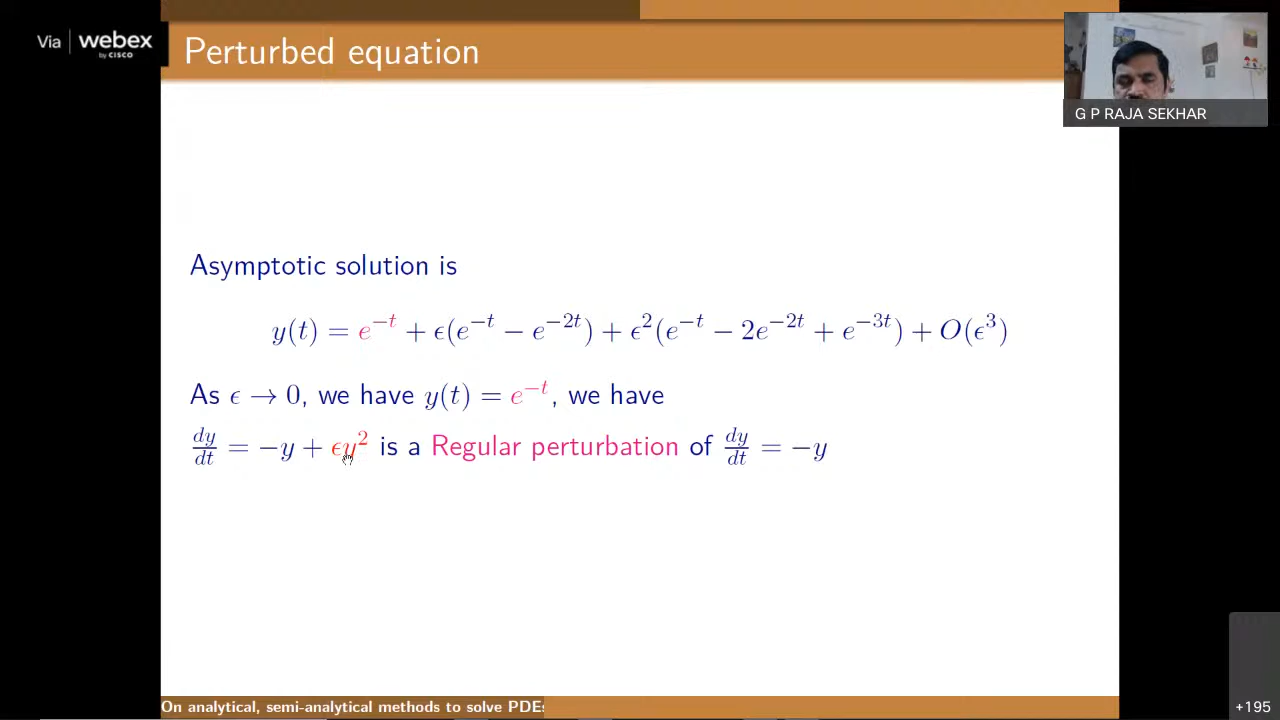 Via | webex
by CISCO
Perturbed equation
G P RAJA SEKHAR
Asymptotic solution is
y(t) = e^{-t} + ϵ(e^{-t} − e^{-2t}) + ϵ^2(e^{-t} − 2e^{-2t} + e^{-3t}) + O(ϵ^3)
As ϵ → 0, we have y(t) = e^{-t}, we have
dy/dt = −y + ϵy^2 is a Regular perturbation of dy/dt = −y
On analytical, semi-analytical methods to solve PDEs
+195